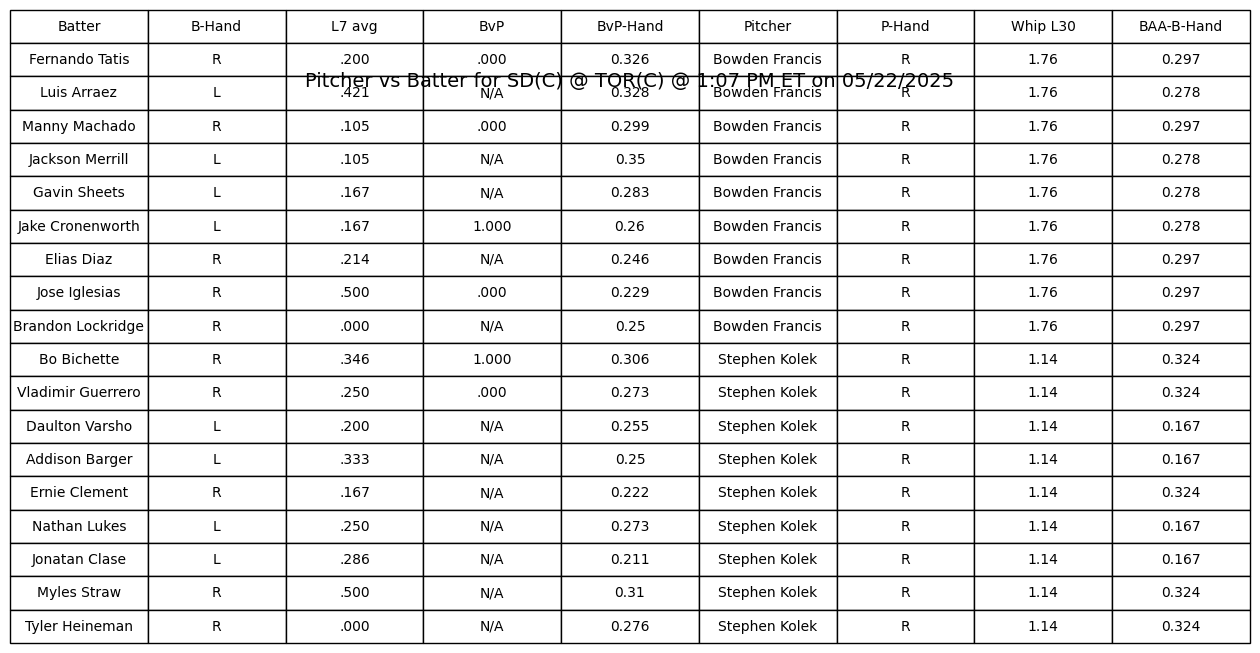 Batter B-Hand L7 avg BvP BvP-Hand Pitcher P-Hand Whip L30 BAA-B-Hand
Fernando Tatis R .200 .000 0.326 Bowden Francis R 1.76 0.297
Pitcher vs Batter for SD(C) @ TOR(C) @ 1:07 PM ET on 05/22/2025
Luis Arraez L .421 N/A 0.328 Bowden Francis R 1.76 0.278
Manny Machado R .105 .000 0.299 Bowden Francis R 1.76 0.297
Jackson Merrill L .105 N/A 0.35 Bowden Francis R 1.76 0.278
Gavin Sheets L .167 N/A 0.283 Bowden Francis R 1.76 0.278
Jake Cronenworth L .167 1.000 0.26 Bowden Francis R 1.76 0.278
Elias Diaz R .214 N/A 0.246 Bowden Francis R 1.76 0.297
Jose Iglesias R .500 .000 0.229 Bowden Francis R 1.76 0.297
Brandon Lockridge R .000 N/A 0.25 Bowden Francis R 1.76 0.297
Bo Bichette R .346 1.000 0.306 Stephen Kolek R 1.14 0.324
Vladimir Guerrero R .250 .000 0.273 Stephen Kolek R 1.14 0.324
Daulton Varsho L .200 N/A 0.255 Stephen Kolek R 1.14 0.167
Addison Barger L .333 N/A 0.25 Stephen Kolek R 1.14 0.167
Ernie Clement R .167 N/A 0.222 Stephen Kolek R 1.14 0.324
Nathan Lukes L .250 N/A 0.273 Stephen Kolek R 1.14 0.167
Jonatan Clase L .286 N/A 0.211 Stephen Kolek R 1.14 0.167
Myles Straw R .500 N/A 0.31 Stephen Kolek R 1.14 0.324
Tyler Heineman R .000 N/A 0.276 Stephen Kolek R 1.14 0.324